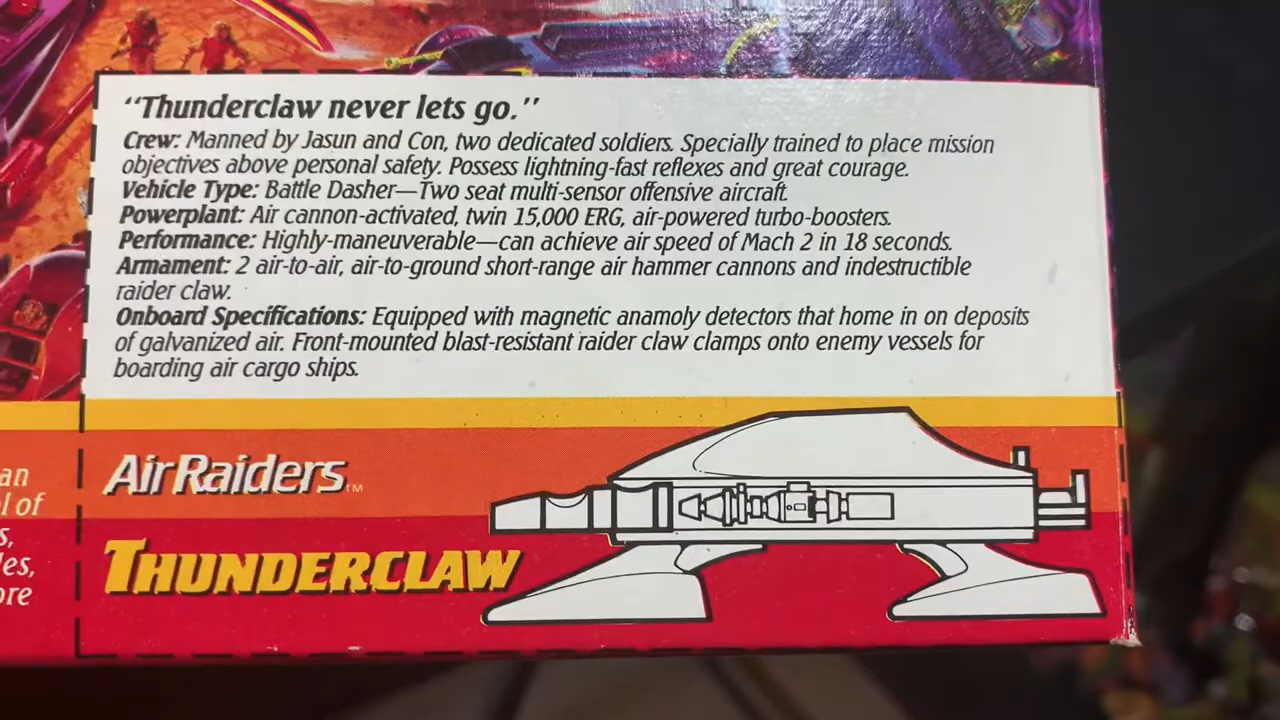 "Thunderclaw never lets go."
Crew: Manned by Jasun and Con, two dedicated soldiers. Specially trained to place mission
objectives above personal safety. Possess lightning-fast reflexes and great courage.
Vehicle Type: Battle Dasher—Two seat multi-sensor offensive aircraft.
Powerplant: Air cannon-activated, twin 15,000 ERG, air-powered turbo-boosters.
Performance: Highly-maneuverable—can achieve air speed of Mach 2 in 18 seconds.
Armament: 2 air-to-air, air-to-ground short-range air hammer cannons and indestructible
raider claw.
Onboard Specifications: Equipped with magnetic anamoly detectors that home in on deposits
of galvanized air. Front-mounted blast-resistant raider claw clamps onto enemy vessels for
boarding air cargo ships.
AirRaiders™
THUNDERCLAW
an
of